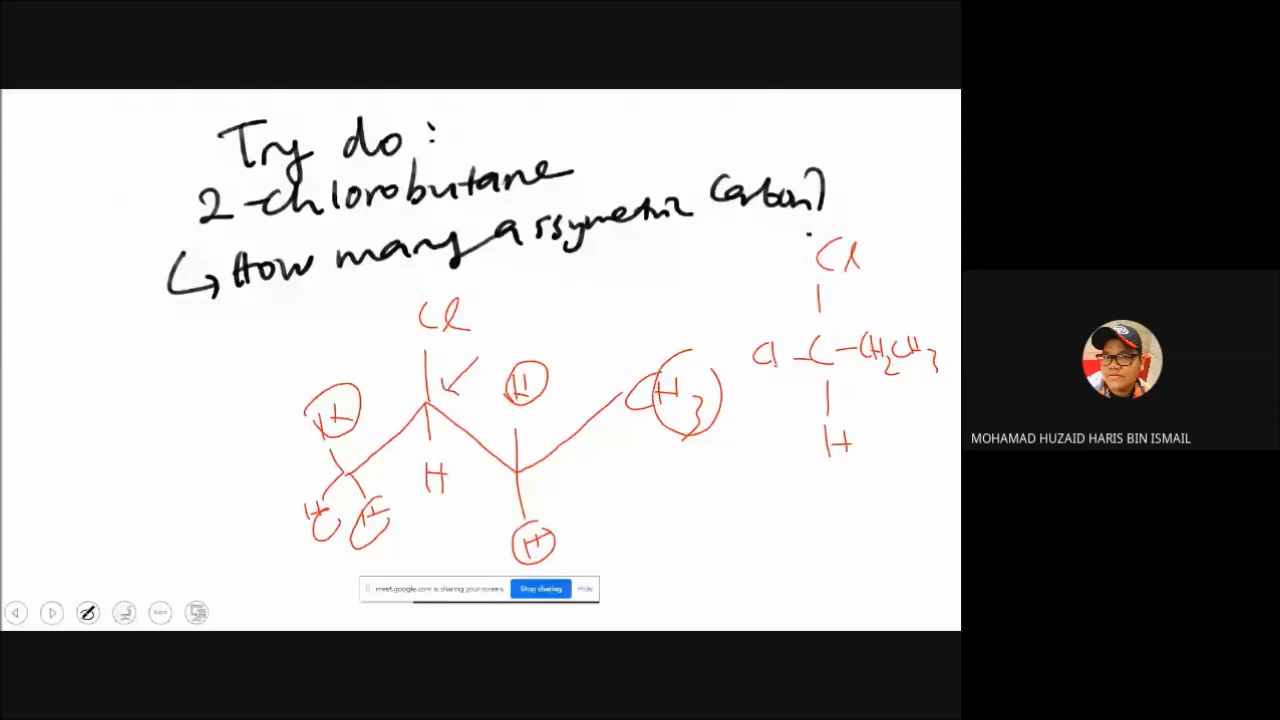 Try do :
2-chlorobutane
↳ How many assymetric Carbon?
Cl
Cl
H
H
CH3
H
H
H
H
Cl
Cl
C
CH2CH3
H
meet.google.com is sharing your screen. Stop sharing Hide
MOHAMAD HUZAID HARIS BIN ISMAIL